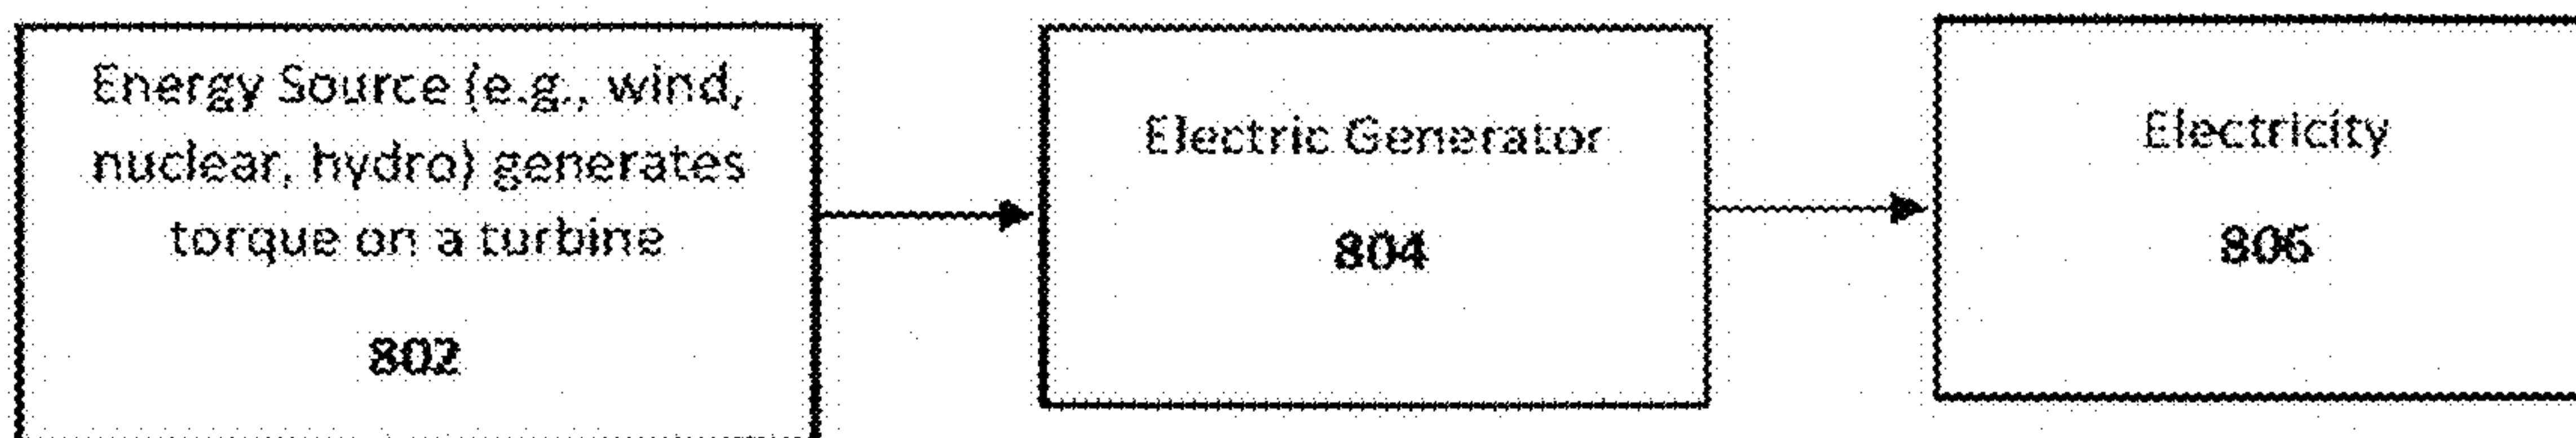 Energy Source (e.g., wind,
nuclear, hydro) generates
torque on a turbine
802
Electric Generator
804
Electricity
806